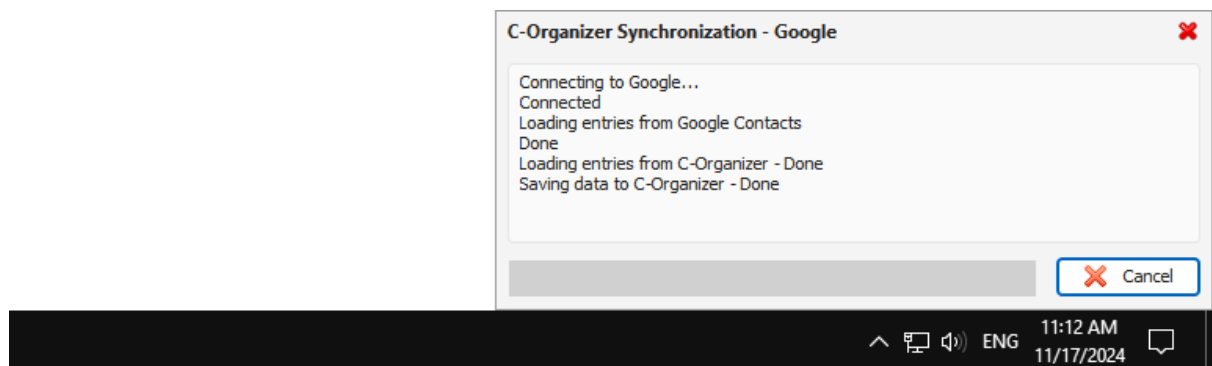 C-Organizer Synchronization - Google
Connecting to Google...
Connected
Loading entries from Google Contacts
Done
Loading entries from C-Organizer - Done
Saving data to C-Organizer - Done
Cancel
ENG
11:12 AM
11/17/2024